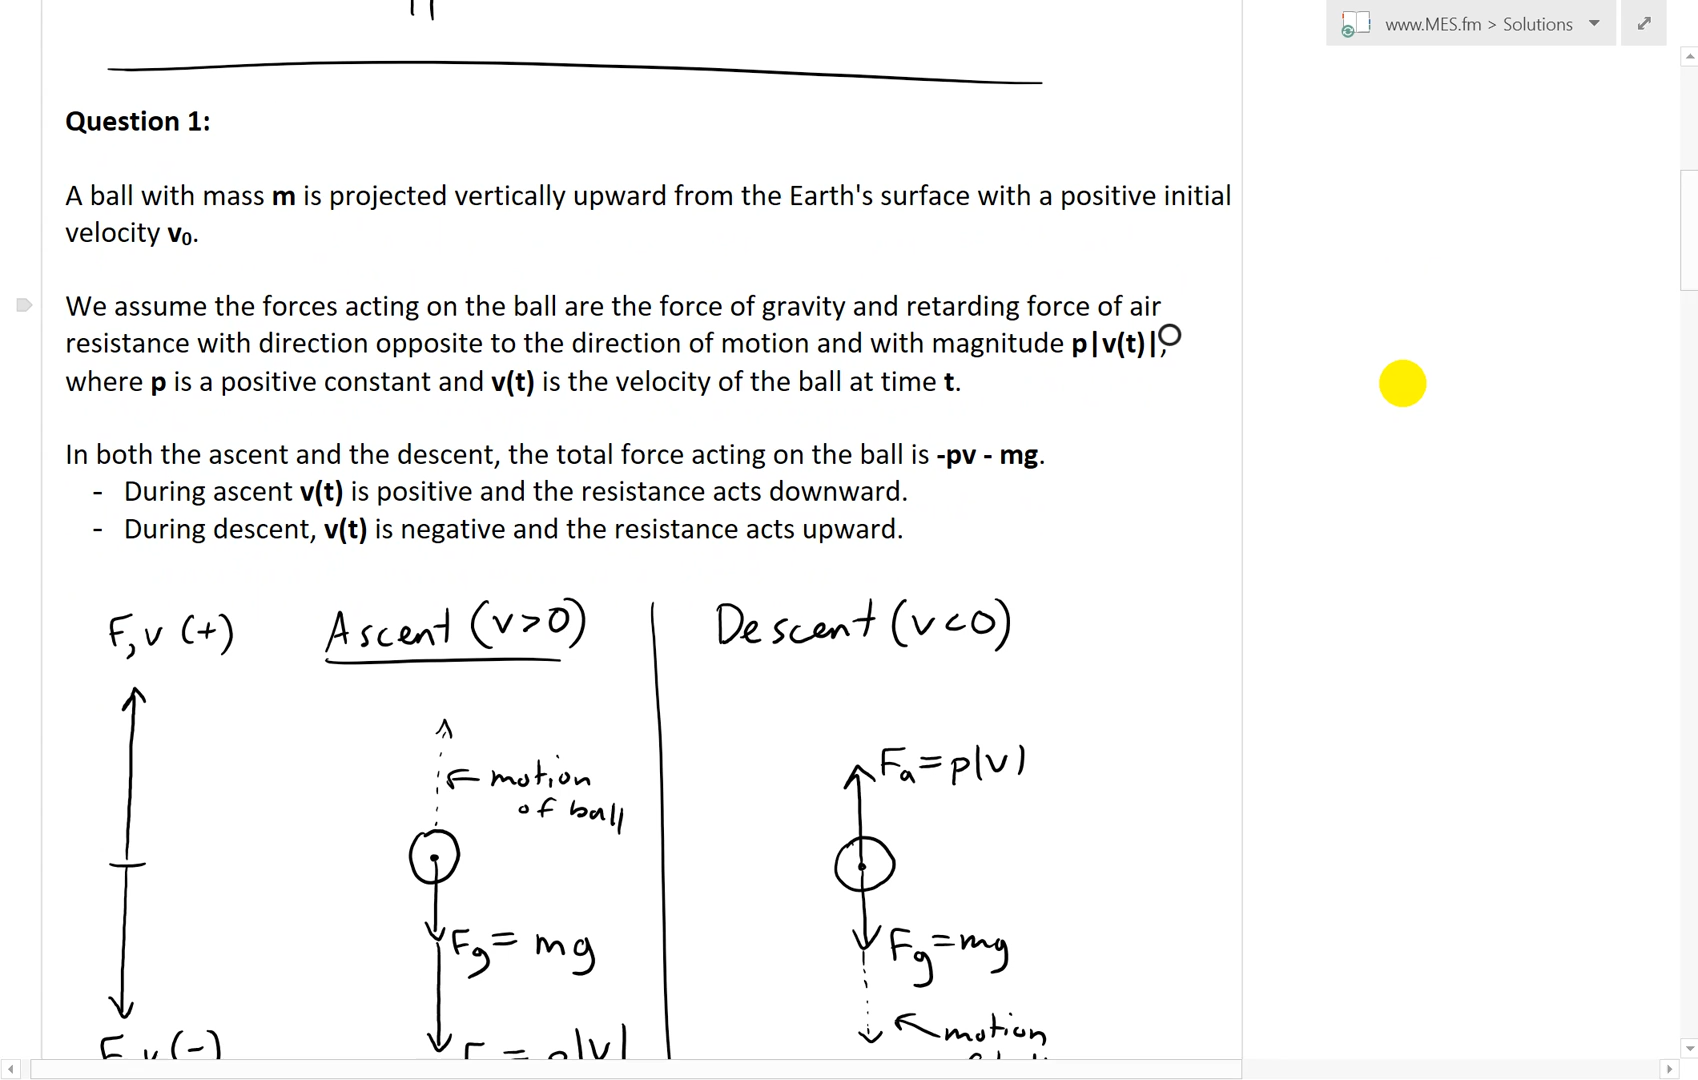 www.MES.fm > Solutions
Question 1:
A ball with mass m is projected vertically upward from the Earth's surface with a positive initial
velocity v₀.
We assume the forces acting on the ball are the force of gravity and retarding force of air
resistance with direction opposite to the direction of motion and with magnitude p|v(t)|,
where p is a positive constant and v(t) is the velocity of the ball at time t.
In both the ascent and the descent, the total force acting on the ball is -pv - mg.
- During ascent v(t) is positive and the resistance acts downward.
- During descent, v(t) is negative and the resistance acts upward.
F, v (+)
Ascent (v>0)
Descent (v<0)
Fa = p|v|
← motion
of ball
Fg = mg
Fg = mg
← motion
F, v (-)
= p|v|